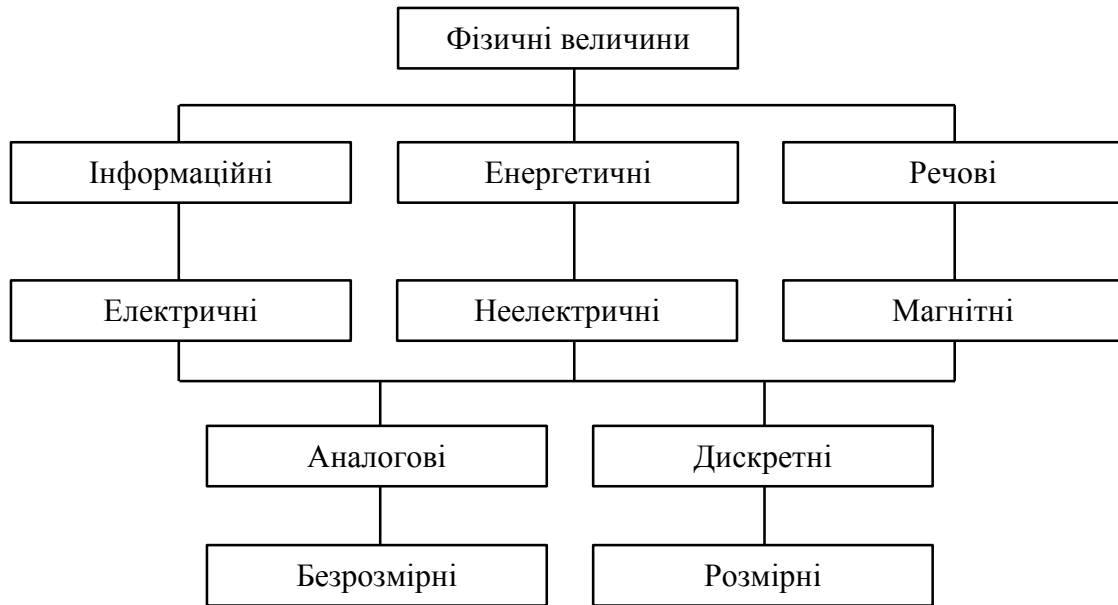 Фізичні величини
Інформаційні
Енергетичні
Речові
Електричні
Неелектричні
Магнітні
Аналогові
Дискретні
Безрозмірні
Розмірні